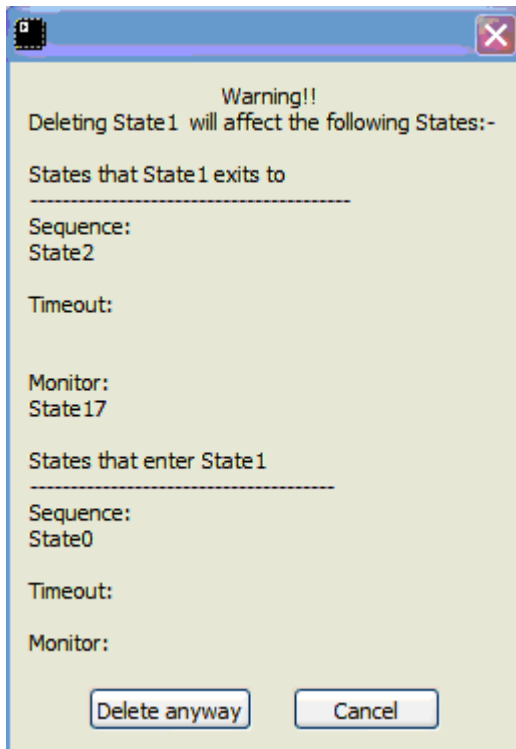 Warning!!
Deleting State1 will affect the following States:-
States that State1 exits to
----------------------------------------
Sequence:
State2
Timeout:
Monitor:
State17
States that enter State1
--------------------------------------
Sequence:
State0
Timeout:
Monitor:
Delete anyway
Cancel